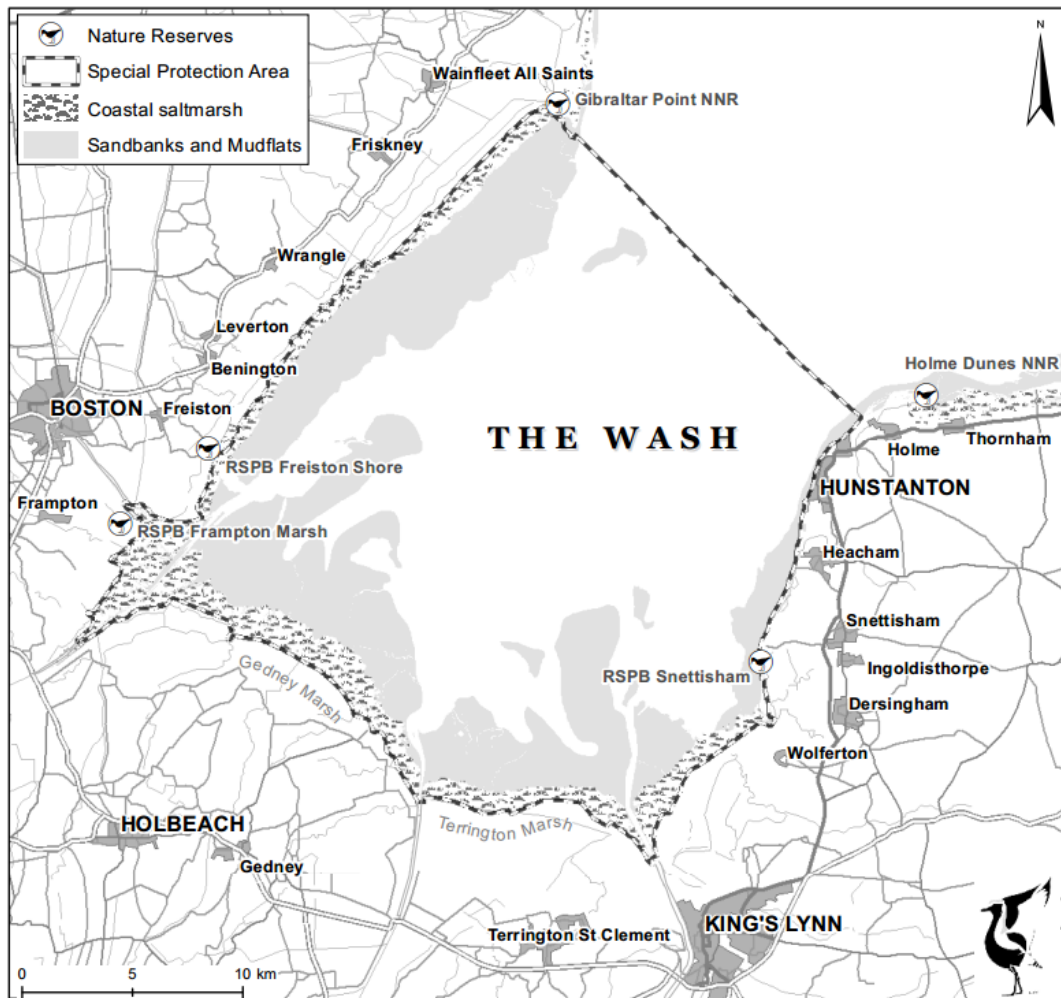 Nature Reserves
Special Protection Area
Coastal saltmarsh
Sandbanks and Mudflats
N
Wainfleet All Saints
Gibraltar Point NNR
Friskney
Wrangle
Leverton
Benington
Holme Dunes NNR
BOSTON
Freiston
THE WASH
Holme
Thornham
RSPB Freiston Shore
HUNSTANTON
Frampton
RSPB Frampton Marsh
Heacham
Snettisham
Gedney Marsh
RSPB Snettisham
Ingoldisthorpe
Dersingham
Wolferton
HOLBEACH
Terrington Marsh
Gedney
KING'S LYNN
Terrington St Clement
0 5 10 km